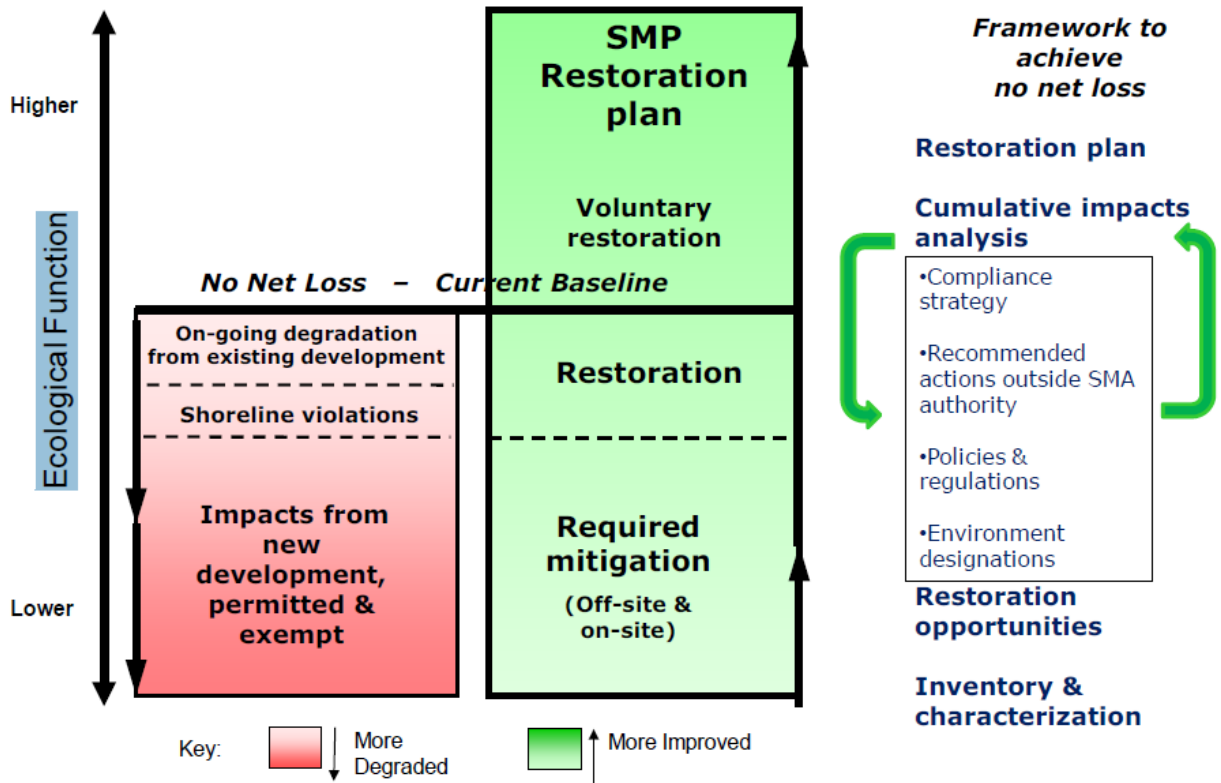 Higher
Ecological Function
Lower
SMP
Restoration
plan
Voluntary
restoration
No Net Loss – Current Baseline
On-going degradation
from existing development
Shoreline violations
Impacts from
new
development,
permitted &
exempt
Restoration
Required
mitigation
(Off-site &
on-site)
Key:
More
Degraded
More Improved
Framework to
achieve
no net loss
Restoration plan
Cumulative impacts
analysis
•Compliance
strategy
•Recommended
actions outside SMA
authority
•Policies &
regulations
•Environment
designations
Restoration
opportunities
Inventory &
characterization